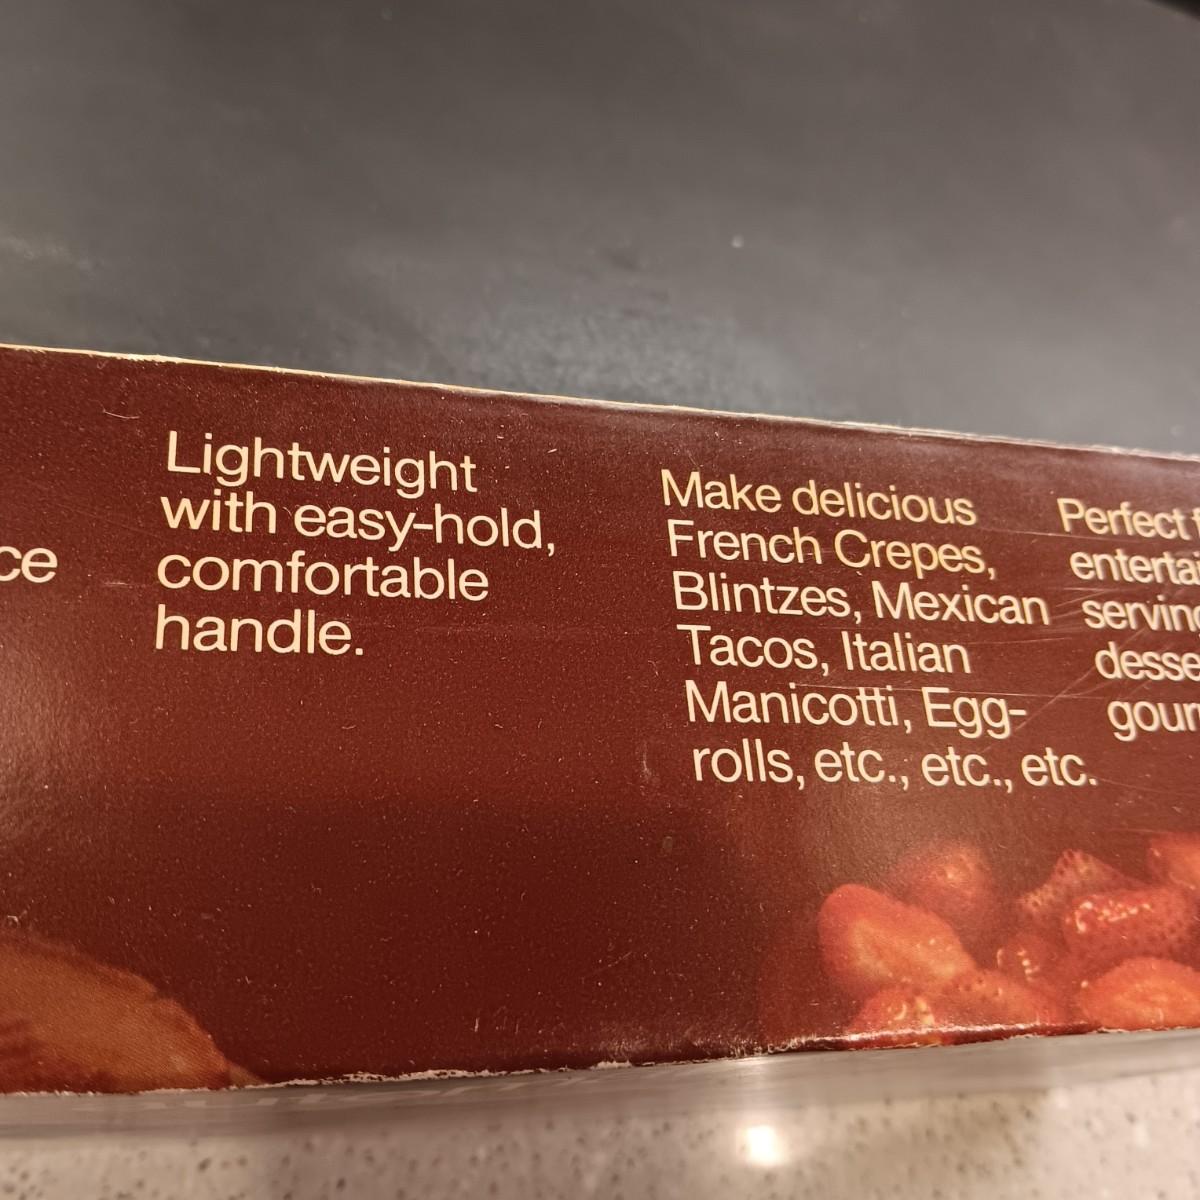 Lightweight
with easy-hold,
comfortable
handle.
Make delicious
French Crepes,
Blintzes, Mexican
Tacos, Italian
Manicotti, Egg-
rolls, etc., etc., etc.
Perfect